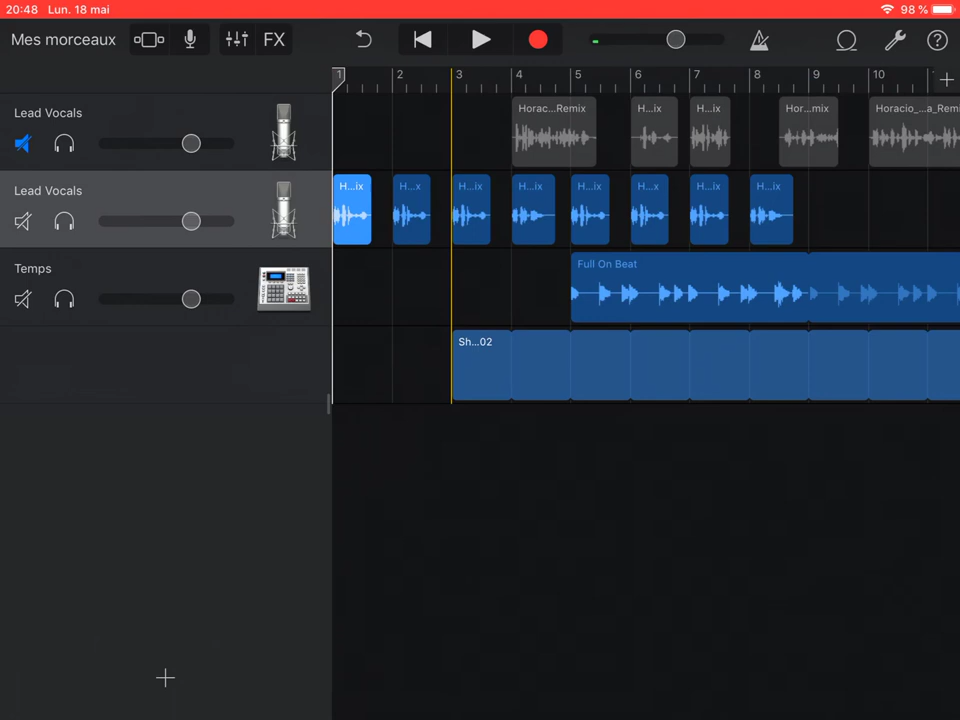 20:48 Lun. 18 mai 98 %
Mes morceaux FX ?
1 2 3 4 5 6 7 8 9 10
Lead Vocals
Horac...Remix H...ix H...ix Hor...mix Horacio_...a_Remi
Lead Vocals
H...ix H...x H...ix H...ix H...ix H...x H...ix H...ix
Temps
Full On Beat
Sh...02